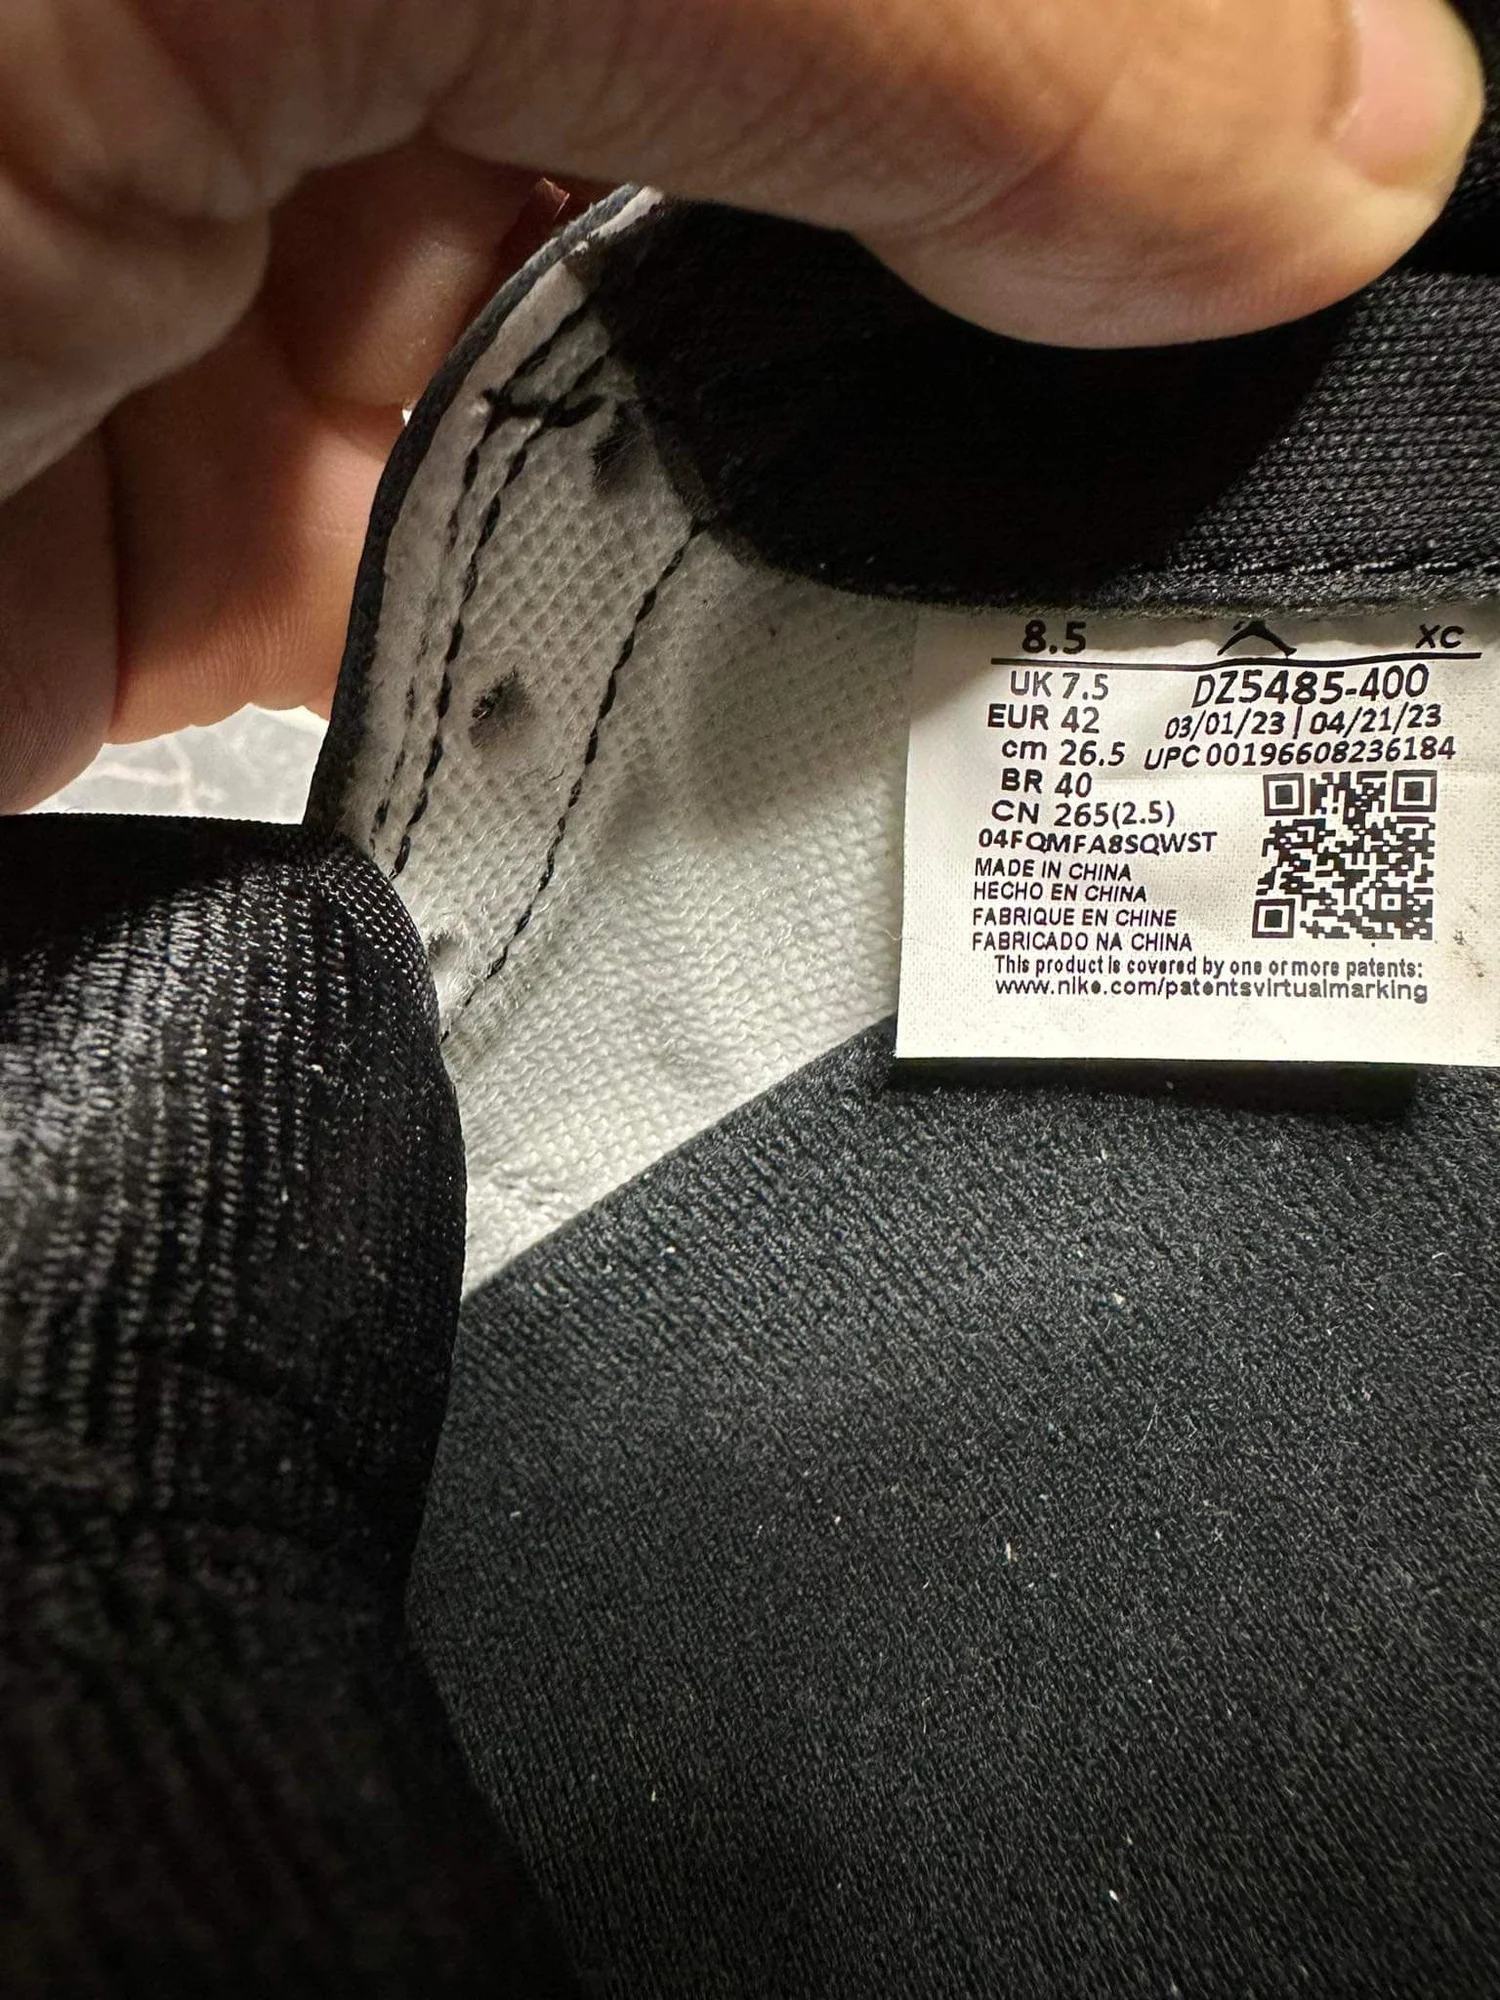 8.5 XC
UK 7.5 DZ5485-400
EUR 42 03/01/23 | 04/21/23
cm 26.5 UPC 00196608236184
BR 40
CN 265(2.5)
04FQMFA8SQWST
MADE IN CHINA
HECHO EN CHINA
FABRIQUE EN CHINE
FABRICADO NA CHINA
This product is covered by one or more patents:
www.nike.com/patentsvirtualmarking